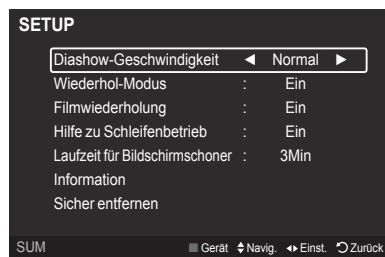 SETUP
Diashow-Geschwindigkeit ◀ Normal ▶
Wiederhol-Modus : Ein
Filmwiederholung : Ein
Hilfe zu Schleifenbetrieb : Ein
Laufzeit für Bildschirmschoner : 3Min
Information
Sicher entfernen
SUM Gerät Navig. Einst. Zurück